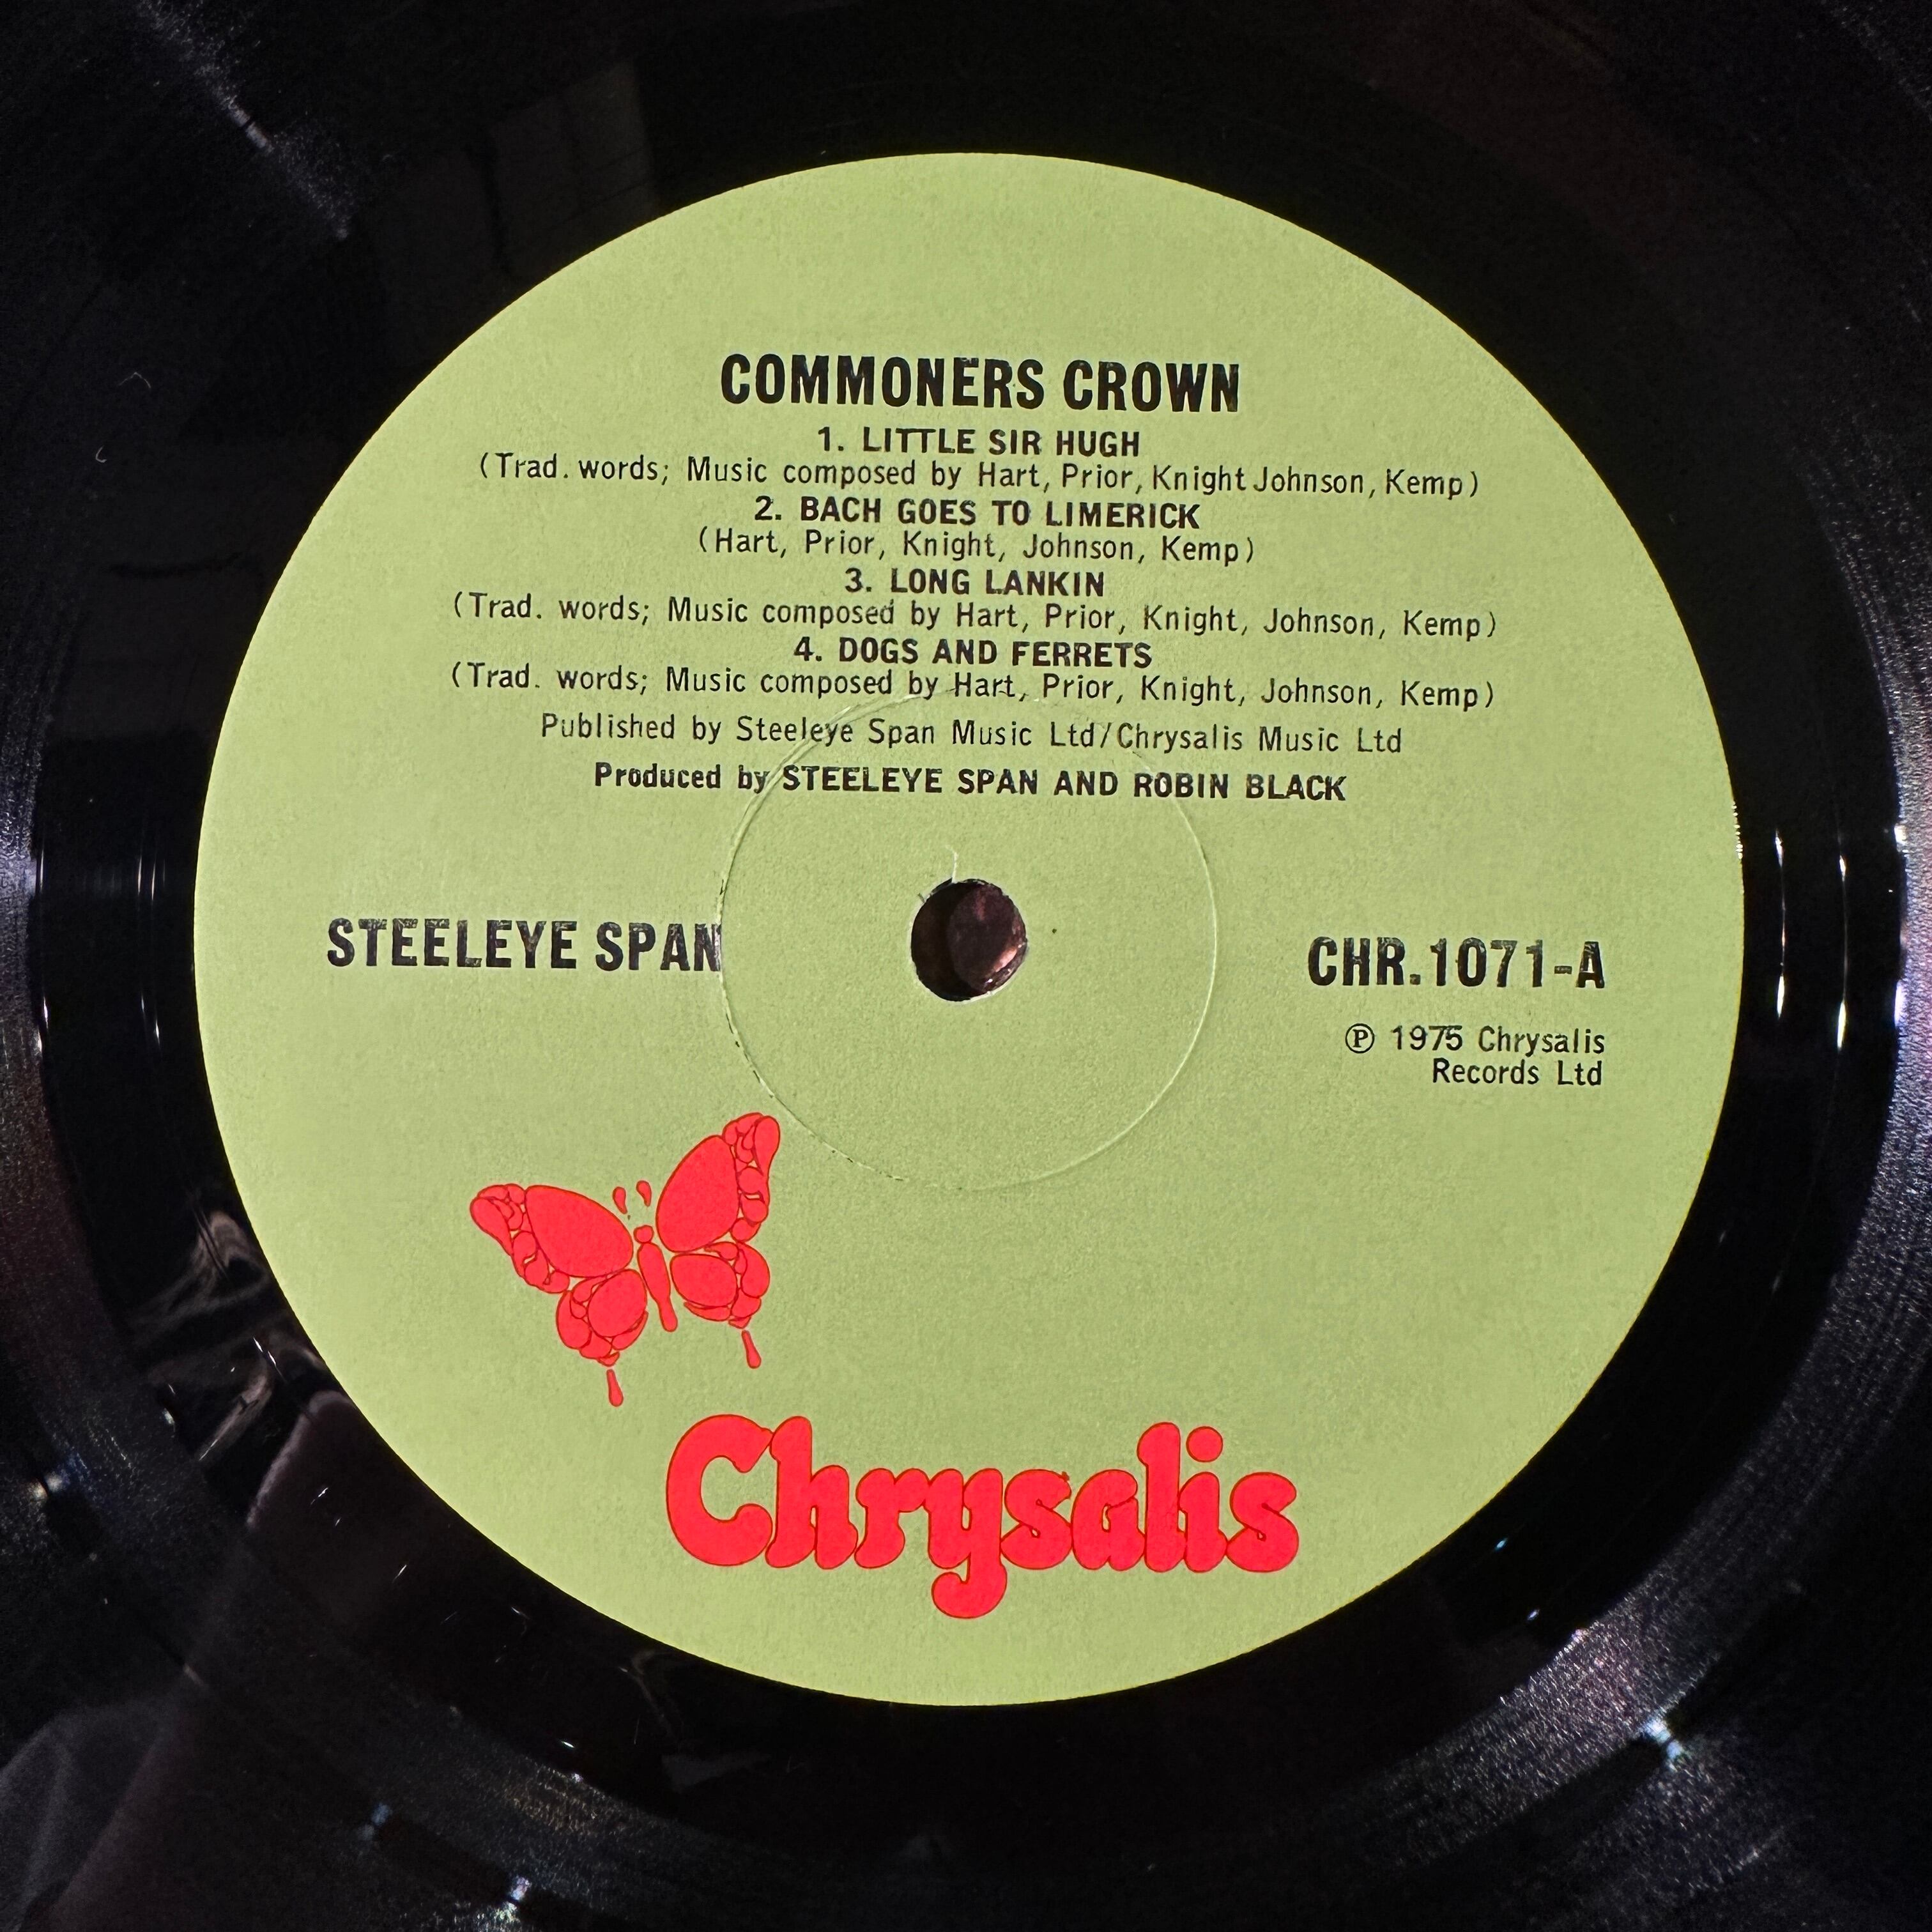 COMMONERS CROWN
1. LITTLE SIR HUGH
(Trad. words; Music composed by Hart, Prior, Knight Johnson, Kemp)
2. BACH GOES TO LIMERICK
(Hart, Prior, Knight, Johnson, Kemp)
3. LONG LANKIN
(Trad. words; Music composed by Hart, Prior, Knight, Johnson, Kemp)
4. DOGS AND FERRETS
(Trad. words; Music composed by Hart, Prior, Knight, Johnson, Kemp)
Published by Steeleye Span Music Ltd/Chrysalis Music Ltd
Produced by STEELEYE SPAN AND ROBIN BLACK
STEELEYE SPAN
CHR.1071-A
℗ 1975 Chrysalis
Records Ltd
Chrysalis